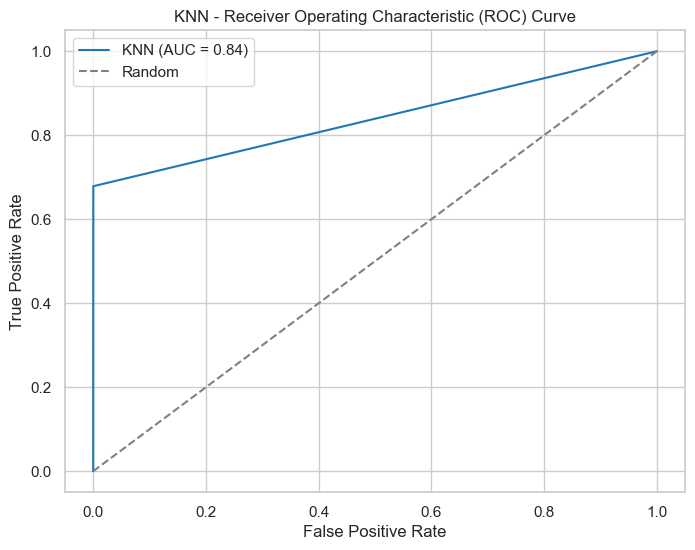 KNN - Receiver Operating Characteristic (ROC) Curve
KNN (AUC = 0.84)
Random
True Positive Rate
1.0
0.8
0.6
0.4
0.2
0.0
0.0 0.2 0.4 0.6 0.8 1.0
False Positive Rate